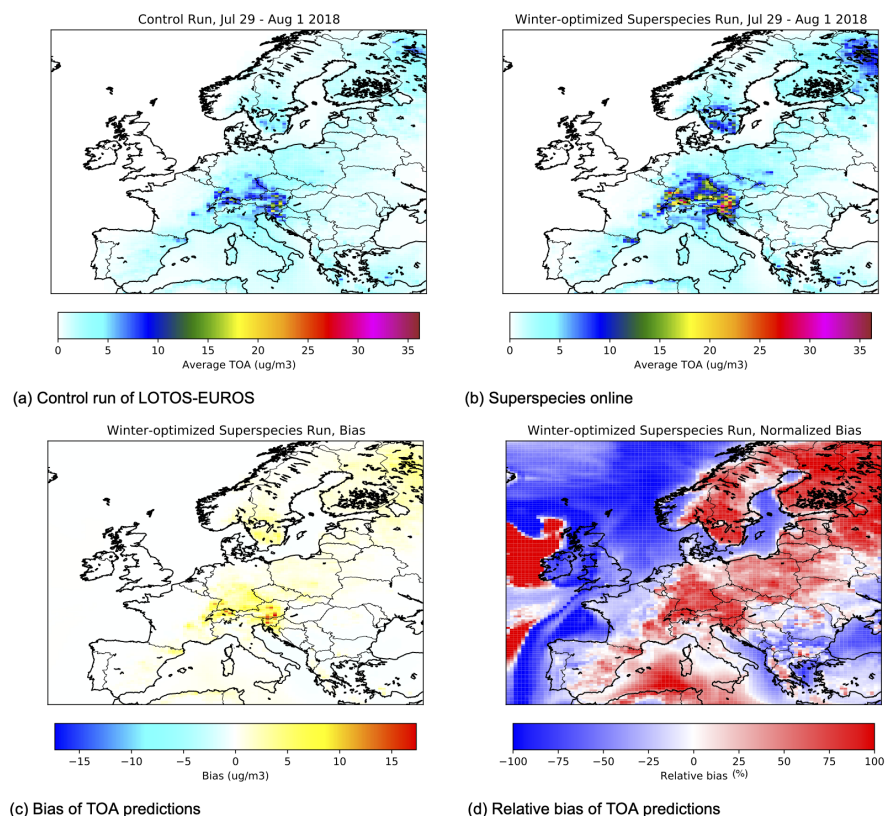 Control Run, Jul 29 - Aug 1 2018
Winter-optimized Superspecies Run, Jul 29 - Aug 1 2018
0 5 10 15 20 25 30 35
Average TOA (ug/m3)
0 5 10 15 20 25 30 35
Average TOA (ug/m3)
(a) Control run of LOTOS-EUROS
(b) Superspecies online
Winter-optimized Superspecies Run, Bias
Winter-optimized Superspecies Run, Normalized Bias
−15 −10 −5 0 5 10 15
Bias (ug/m3)
−100 −75 −50 −25 0 25 50 75 100
Relative bias (%)
(c) Bias of TOA predictions
(d) Relative bias of TOA predictions